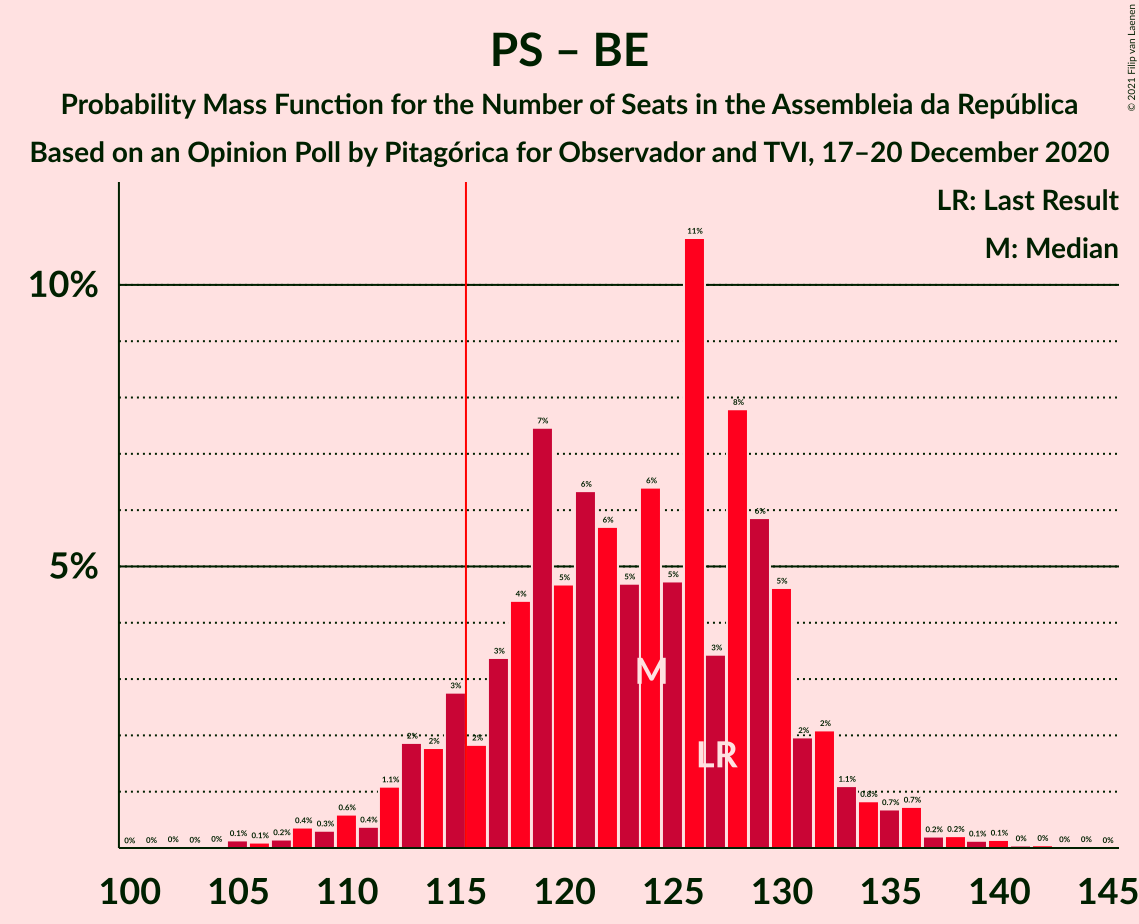 PS – BE
Probability Mass Function for the Number of Seats in the Assembleia da República
Based on an Opinion Poll by Pitagórica for Observador and TVI, 17–20 December 2020
© 2021 Filip van Laenen
LR: Last Result
M: Median
10%
5%
0% 0% 0% 0% 0% 0.1% 0.1% 0.2% 0.4% 0.3% 0.6% 0.4% 1.1% 2% 2% 3% 2% 3% 4% 7% 5% 6% 6% 5% 6% 5% 11% 3% 8% 6% 5% 2% 2% 1.1% 0.8% 0.7% 0.7% 0.2% 0.2% 0.1% 0.1% 0% 0% 0% 0% 0%
M
LR
100 105 110 115 120 125 130 135 140 145